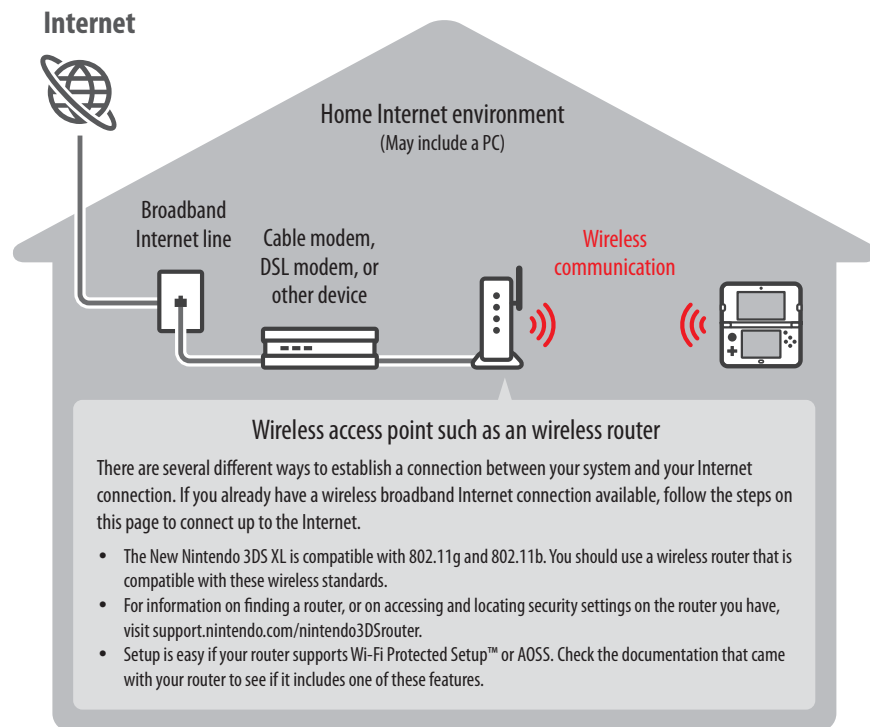 Internet
Home Internet environment
(May include a PC)
Broadband
Internet line
Cable modem,
DSL modem, or
other device
Wireless
communication
Wireless access point such as an wireless router
There are several different ways to establish a connection between your system and your Internet
connection. If you already have a wireless broadband Internet connection available, follow the steps on
this page to connect up to the Internet.
• The New Nintendo 3DS XL is compatible with 802.11g and 802.11b. You should use a wireless router that is
compatible with these wireless standards.
• For information on finding a router, or on accessing and locating security settings on the router you have,
visit support.nintendo.com/nintendo3DSrouter.
• Setup is easy if your router supports Wi-Fi Protected Setup™ or AOSS. Check the documentation that came
with your router to see if it includes one of these features.